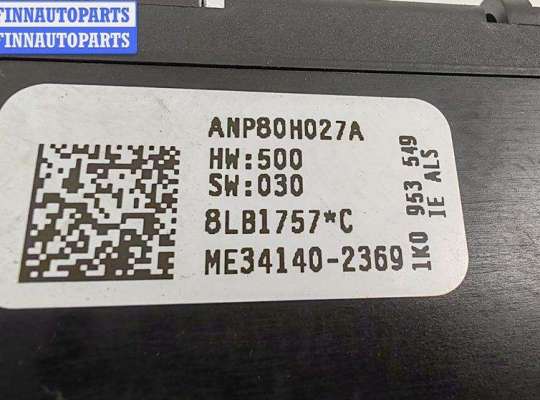 FINNAUTOPARTS
FINNAUTOPARTS
ANP80H027A
HW:500
SW:030
8LB1757*C
ME34140-2369
1K0 953 549
IE ALS